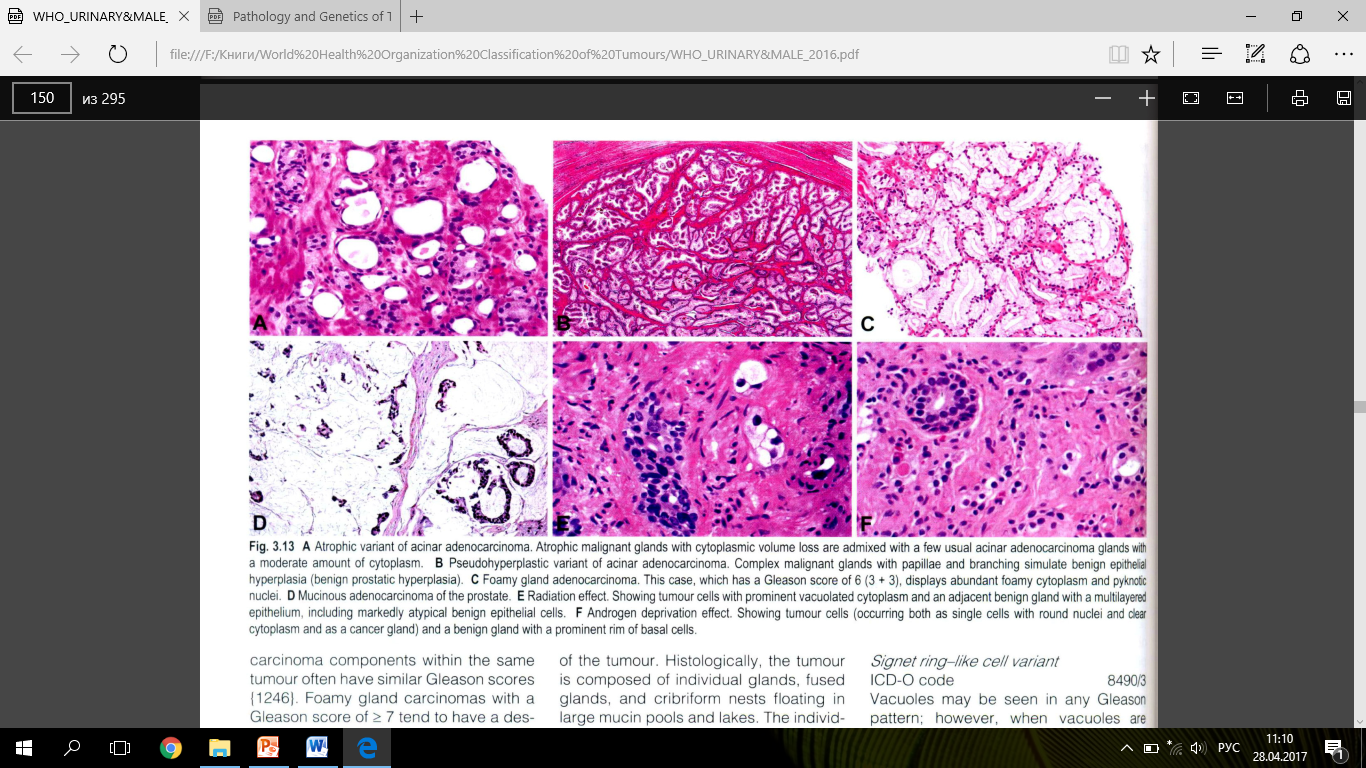 WHO_URINARY&MALE_
Pathology and Genetics of T
file:///F:/Книги/World%20Health%20Organization%20Classification%20of%20Tumours/WHO_URINARY&MALE_2016.pdf
150 из 295
A B C
D E F
Fig. 3.13 A Atrophic variant of acinar adenocarcinoma. Atrophic malignant glands with cytoplasmic volume loss are admixed with a few usual acinar adenocarcinoma glands with
a moderate amount of cytoplasm. B Pseudohyperplastic variant of acinar adenocarcinoma. Complex malignant glands with papillae and branching simulate benign epithelial
hyperplasia (benign prostatic hyperplasia). C Foamy gland adenocarcinoma. This case, which has a Gleason score of 6 (3 + 3), displays abundant foamy cytoplasm and pyknotic
nuclei. D Mucinous adenocarcinoma of the prostate. E Radiation effect. Showing tumour cells with prominent vacuolated cytoplasm and an adjacent benign gland with a multilayered
epithelium, including markedly atypical benign epithelial cells. F Androgen deprivation effect. Showing tumour cells (occurring both as single cells with round nuclei and clear
cytoplasm and as a cancer gland) and a benign gland with a prominent rim of basal cells.
carcinoma components within the same
tumour often have similar Gleason scores
{1246}. Foamy gland carcinomas with a
Gleason score of ≥ 7 tend to have a des-
of the tumour. Histologically, the tumour
is composed of individual glands, fused
glands, and cribriform nests floating in
large mucin pools and lakes. The individ-
Signet ring–like cell variant
ICD-O code 8490/3
Vacuoles may be seen in any Gleason
pattern; however, when vacuoles are
РУС
11:10
28.04.2017
1